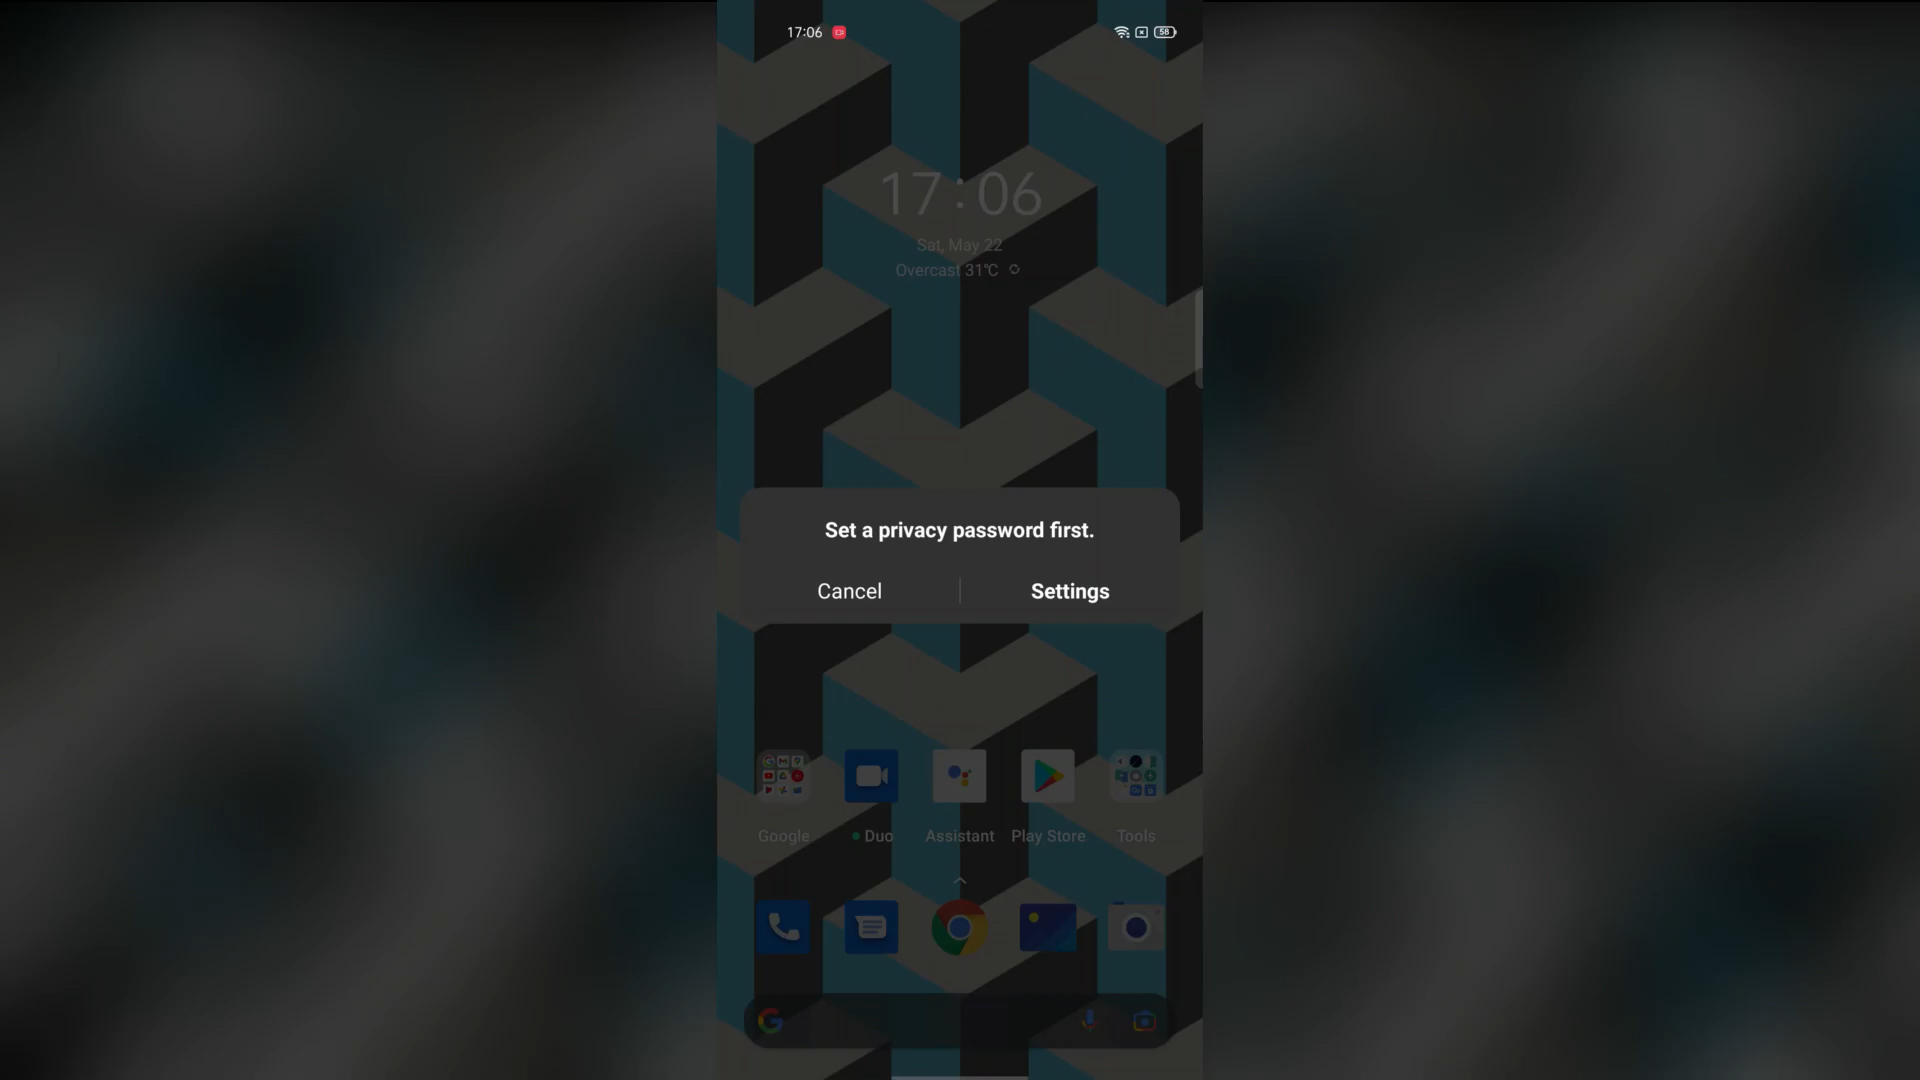 17:06
58
17:06
Sat, May 22
Overcast 31℃
Set a privacy password first.
Cancel
Settings
Google
Duo
Assistant
Play Store
Tools